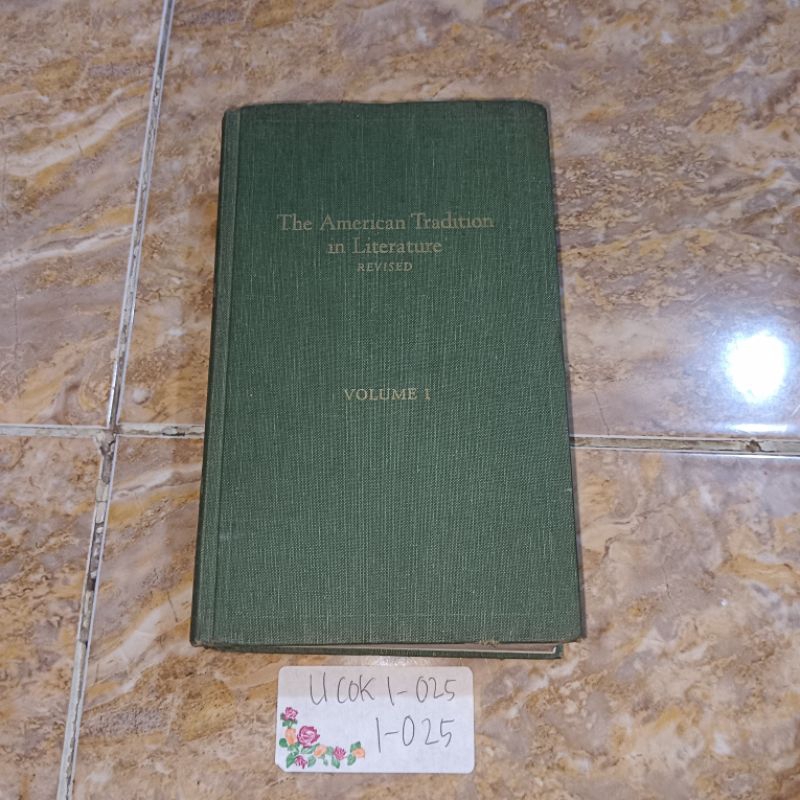 The American Tradition
in Literature
REVISED
VOLUME I
UCOK 1-025
1-025